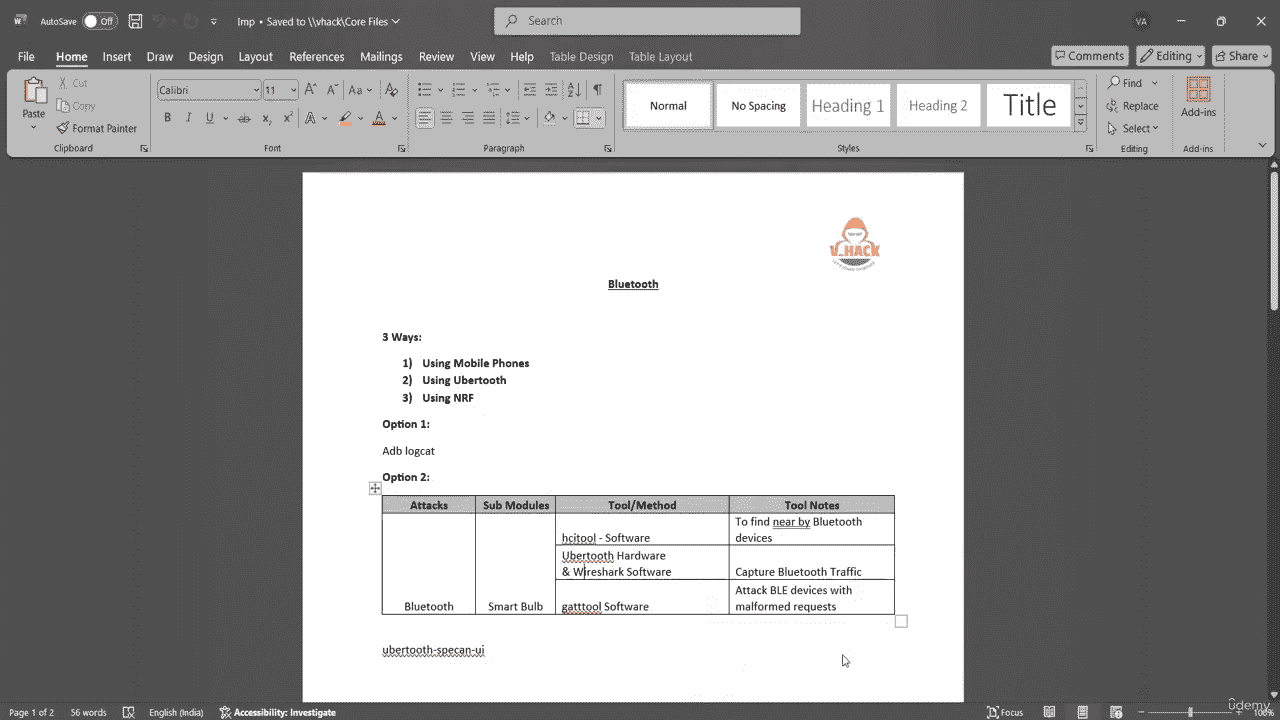 AutoSave Off Imp • Saved to \\vhack\Core Files Search VA
File Home Insert Draw Design Layout References Mailings Review View Help Table Design Table Layout Comments Editing Share
Paste Cut Copy Format Painter
Calibri 11
Normal No Spacing Heading 1 Heading 2 Title
Find Replace Select Add-ins
Clipboard Font Paragraph Styles Editing Add-ins
V_HACK
Bluetooth
3 Ways:
1) Using Mobile Phones
2) Using Ubertooth
3) Using NRF
Option 1:
Adb logcat
Option 2:
Attacks Sub Modules Tool/Method Tool Notes
To find near by Bluetooth
hcitool - Software devices
Ubertooth Hardware
& Wireshark Software Capture Bluetooth Traffic
Attack BLE devices with
Bluetooth Smart Bulb gatttool Software malformed requests
ubertooth-specan-ui
Page 1 of 2 56 words English (India) Accessibility: Investigate Focus 100%